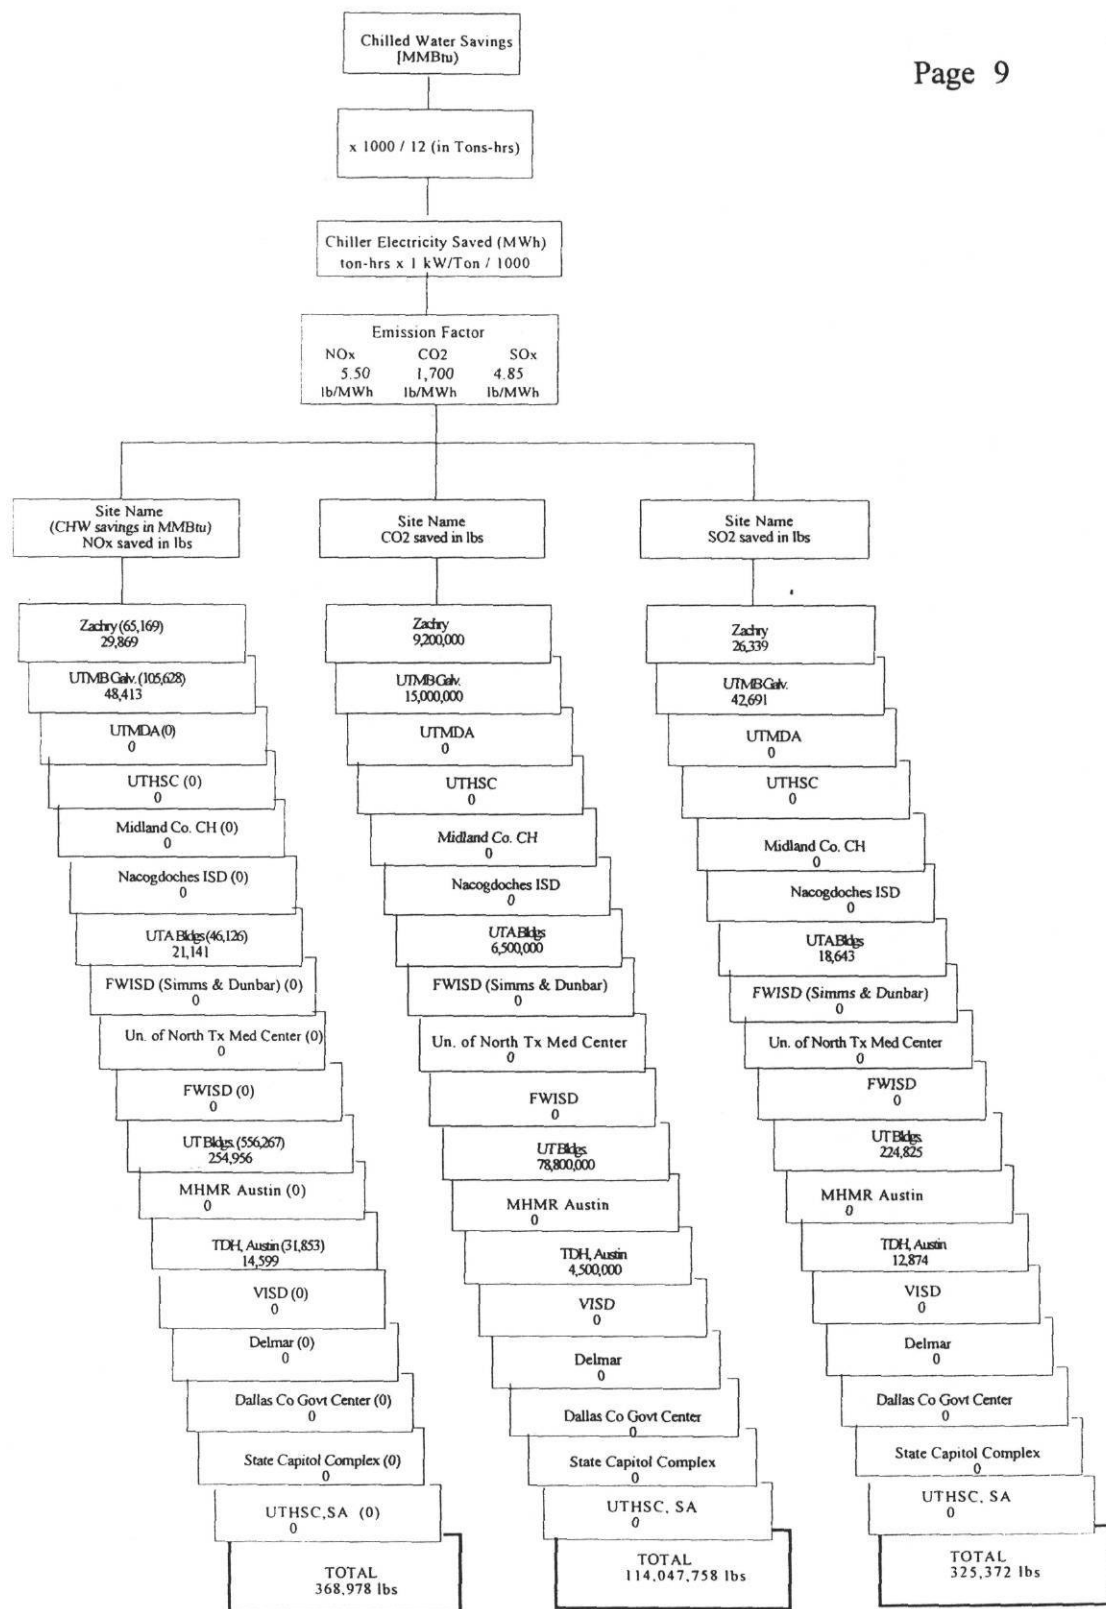 Page 9
Chilled Water Savings
[MMBtu)
x 1000 / 12 (in Tons-hrs)
Chiller Electricity Saved (MWh)
ton-hrs x 1 kW/Ton / 1000
Emission Factor
NOx CO2 SOx
5.50 1,700 4.85
lb/MWh lb/MWh lb/MWh
Site Name
(CHW savings in MMBtu)
NOx saved in lbs
Zachry (65,169)
29,869
UTMB Galv. (105,628)
48,413
UTMDA (0)
0
UTHSC (0)
0
Midland Co. CH (0)
0
Nacogdoches ISD (0)
0
UTA Bldgs (46,126)
21,141
FWISD (Simms & Dunbar) (0)
0
Un. of North Tx Med Center (0)
0
FWISD (0)
0
UT Bldgs. (556,267)
254,956
MHMR Austin (0)
0
TDH, Austin (31,853)
14,599
VISD (0)
0
Delmar (0)
0
Dallas Co Govt Center (0)
0
State Capitol Complex (0)
0
UTHSC,SA (0)
0
TOTAL
368,978 lbs
Site Name
CO2 saved in lbs
Zachry
9,200,000
UTMB Galv.
15,000,000
UTMDA
0
UTHSC
0
Midland Co. CH
0
Nacogdoches ISD
0
UTA Bldgs
6,500,000
FWISD (Simms & Dunbar)
0
Un. of North Tx Med Center
0
FWISD
0
UT Bldgs.
78,800,000
MHMR Austin
0
TDH, Austin
4,500,000
VISD
0
Delmar
0
Dallas Co Govt Center
0
State Capitol Complex
0
UTHSC, SA
0
TOTAL
114,047,758 lbs
Site Name
SO2 saved in lbs
Zachry
26,339
UTMB Galv.
42,691
UTMDA
0
UTHSC
0
Midland Co. CH
0
Nacogdoches ISD
0
UTA Bldgs
18,643
FWISD (Simms & Dunbar)
0
Un. of North Tx Med Center
0
FWISD
0
UT Bldgs.
224,825
MHMR Austin
0
TDH, Austin
12,874
VISD
0
Delmar
0
Dallas Co Govt Center
0
State Capitol Complex
0
UTHSC, SA
0
TOTAL
325,372 lbs